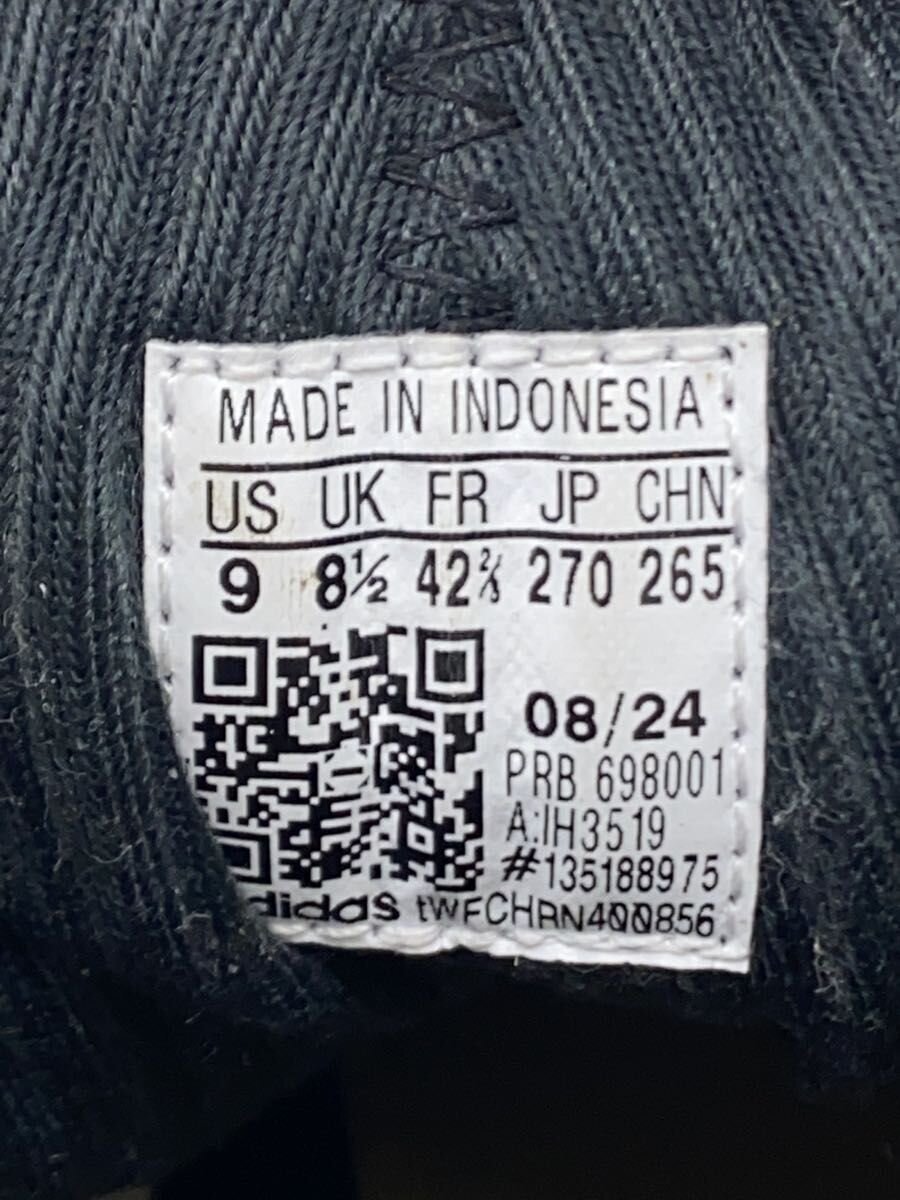 MADE IN INDONESIA
US UK FR JP CHN
9 8½ 42⅔ 270 265
08/24
PRB 698001
A:IH3519
#135188975
adidas tWFCHRN400856